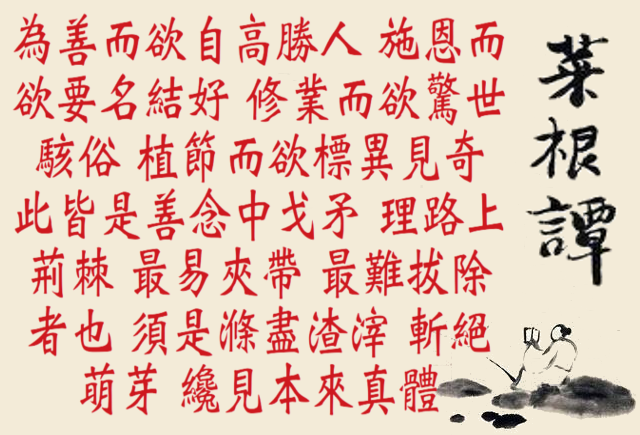 為善而欲自高勝人 施恩而
欲要名結好 修業而欲驚世
駭俗 植節而欲標異見奇
此皆是善念中戈矛 理路上
荊棘 最易夾帶 最難拔除
者也 須是滌盡渣滓 斬絕
萌芽 纔見本來真體
菜根譚